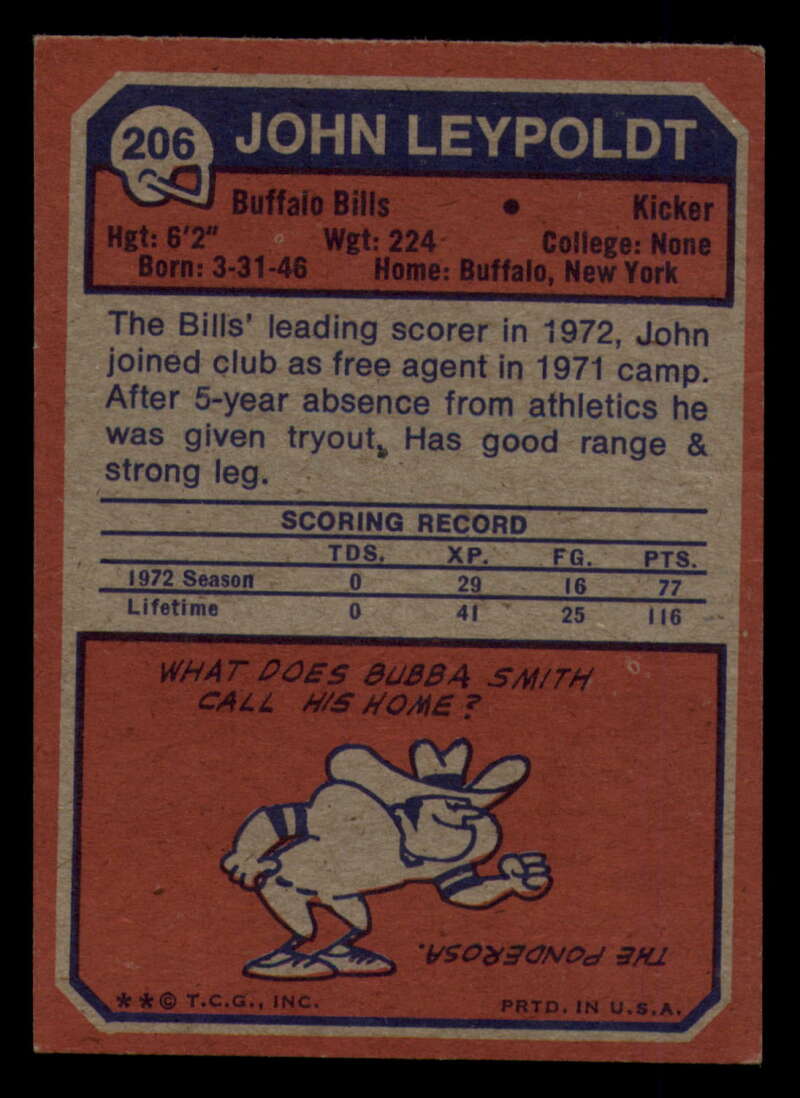 206 JOHN LEYPOLDT
Buffalo Bills • Kicker
Hgt: 6'2" Wgt: 224 College: None
Born: 3-31-46 Home: Buffalo, New York
The Bills' leading scorer in 1972, John
joined club as free agent in 1971 camp.
After 5-year absence from athletics he
was given tryout. Has good range &
strong leg.
SCORING RECORD
TDS. XP. FG. PTS.
1972 Season 0 29 16 77
Lifetime 0 41 25 116
WHAT DOES BUBBA SMITH
CALL HIS HOME?
THE PONDEROSA.
**© T.C.G., INC. PRTD. IN U.S.A.